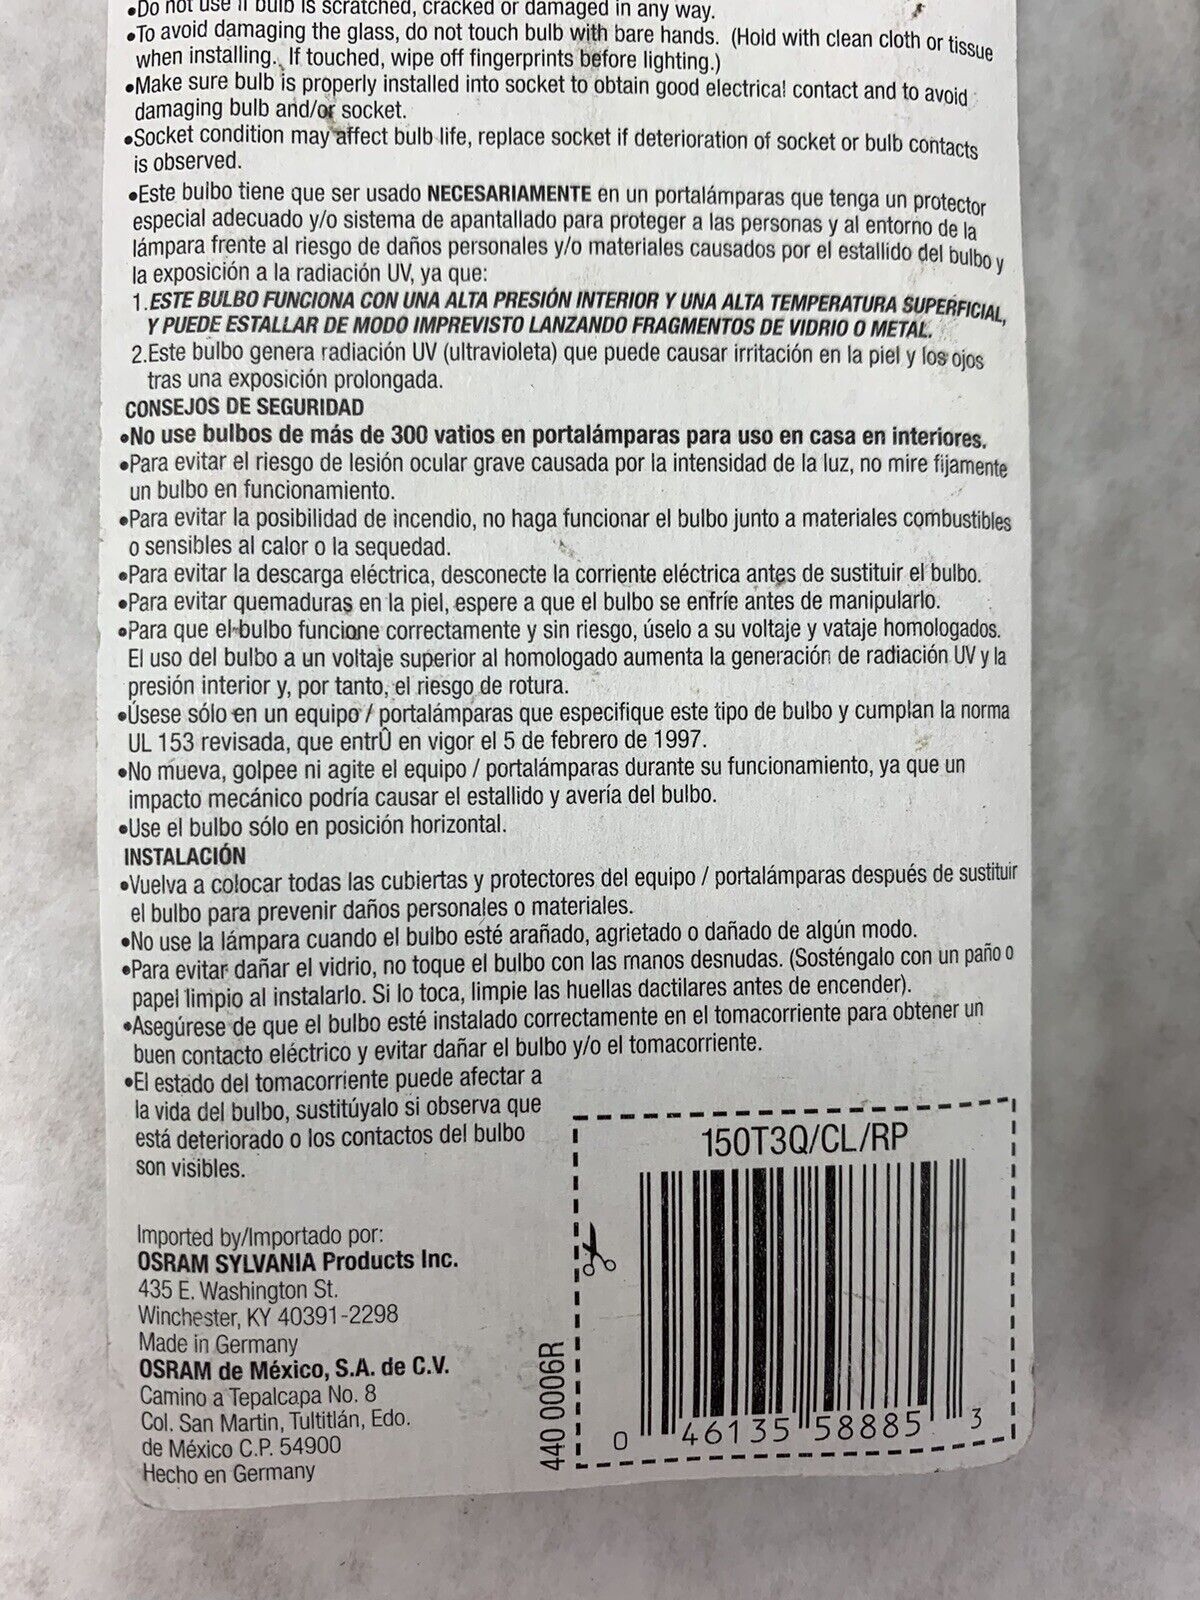 •Do not use if bulb is scratched, cracked or damaged in any way.
•To avoid damaging the glass, do not touch bulb with bare hands. (Hold with clean cloth or tissue
when installing. If touched, wipe off fingerprints before lighting.)
•Make sure bulb is properly installed into socket to obtain good electrical contact and to avoid
damaging bulb and/or socket.
•Socket condition may affect bulb life, replace socket if deterioration of socket or bulb contacts
is observed.
•Este bulbo tiene que ser usado NECESARIAMENTE en un portalámparas que tenga un protector
especial adecuado y/o sistema de apantallado para proteger a las personas y al entorno de la
lámpara frente al riesgo de daños personales y/o materiales causados por el estallido del bulbo y
la exposición a la radiación UV, ya que:
1.ESTE BULBO FUNCIONA CON UNA ALTA PRESIÓN INTERIOR Y UNA ALTA TEMPERATURA SUPERFICIAL,
Y PUEDE ESTALLAR DE MODO IMPREVISTO LANZANDO FRAGMENTOS DE VIDRIO O METAL.
2.Este bulbo genera radiación UV (ultravioleta) que puede causar irritación en la piel y los ojos
tras una exposición prolongada.
CONSEJOS DE SEGURIDAD
•No use bulbos de más de 300 vatios en portalámparas para uso en casa en interiores.
•Para evitar el riesgo de lesión ocular grave causada por la intensidad de la luz, no mire fijamente
un bulbo en funcionamiento.
•Para evitar la posibilidad de incendio, no haga funcionar el bulbo junto a materiales combustibles
o sensibles al calor o la sequedad.
•Para evitar la descarga eléctrica, desconecte la corriente eléctrica antes de sustituir el bulbo.
•Para evitar quemaduras en la piel, espere a que el bulbo se enfríe antes de manipularlo.
•Para que el bulbo funcione correctamente y sin riesgo, úselo a su voltaje y vataje homologados.
El uso del bulbo a un voltaje superior al homologado aumenta la generación de radiación UV y la
presión interior y, por tanto, el riesgo de rotura.
•Úsese sólo en un equipo / portalámparas que especifique este tipo de bulbo y cumplan la norma
UL 153 revisada, que entrÛ en vigor el 5 de febrero de 1997.
•No mueva, golpee ni agite el equipo / portalámparas durante su funcionamiento, ya que un
impacto mecánico podría causar el estallido y avería del bulbo.
•Use el bulbo sólo en posición horizontal.
INSTALACIÓN
•Vuelva a colocar todas las cubiertas y protectores del equipo / portalámparas después de sustituir
el bulbo para prevenir daños personales o materiales.
•No use la lámpara cuando el bulbo esté arañado, agrietado o dañado de algún modo.
•Para evitar dañar el vidrio, no toque el bulbo con las manos desnudas. (Sosténgalo con un paño o
papel limpio al instalarlo. Si lo toca, limpie las huellas dactilares antes de encender).
•Asegúrese de que el bulbo esté instalado correctamente en el tomacorriente para obtener un
buen contacto eléctrico y evitar dañar el bulbo y/o el tomacorriente.
•El estado del tomacorriente puede afectar a
la vida del bulbo, sustitúyalo si observa que
está deteriorado o los contactos del bulbo
son visibles.
Imported by/Importado por:
OSRAM SYLVANIA Products Inc.
435 E. Washington St.
Winchester, KY 40391-2298
Made in Germany
OSRAM de México, S.A. de C.V.
Camino a Tepalcapa No. 8
Col. San Martin, Tultitlán, Edo.
de México C.P. 54900
Hecho en Germany
440 0006R
150T3Q/CL/RP
0 46135 58885 3